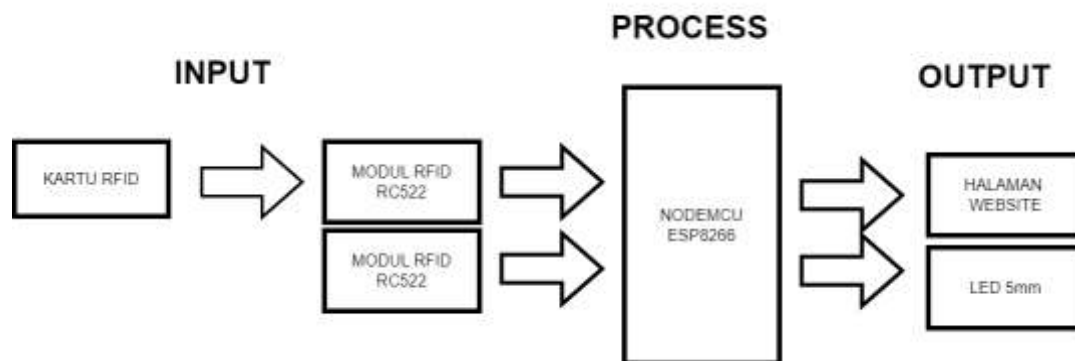 PROCESS
INPUT
OUTPUT
KARTU RFID
MODUL RFID
RC522
MODUL RFID
RC522
NODEMCU
ESP8266
HALAMAN
WEBSITE
LED 5mm